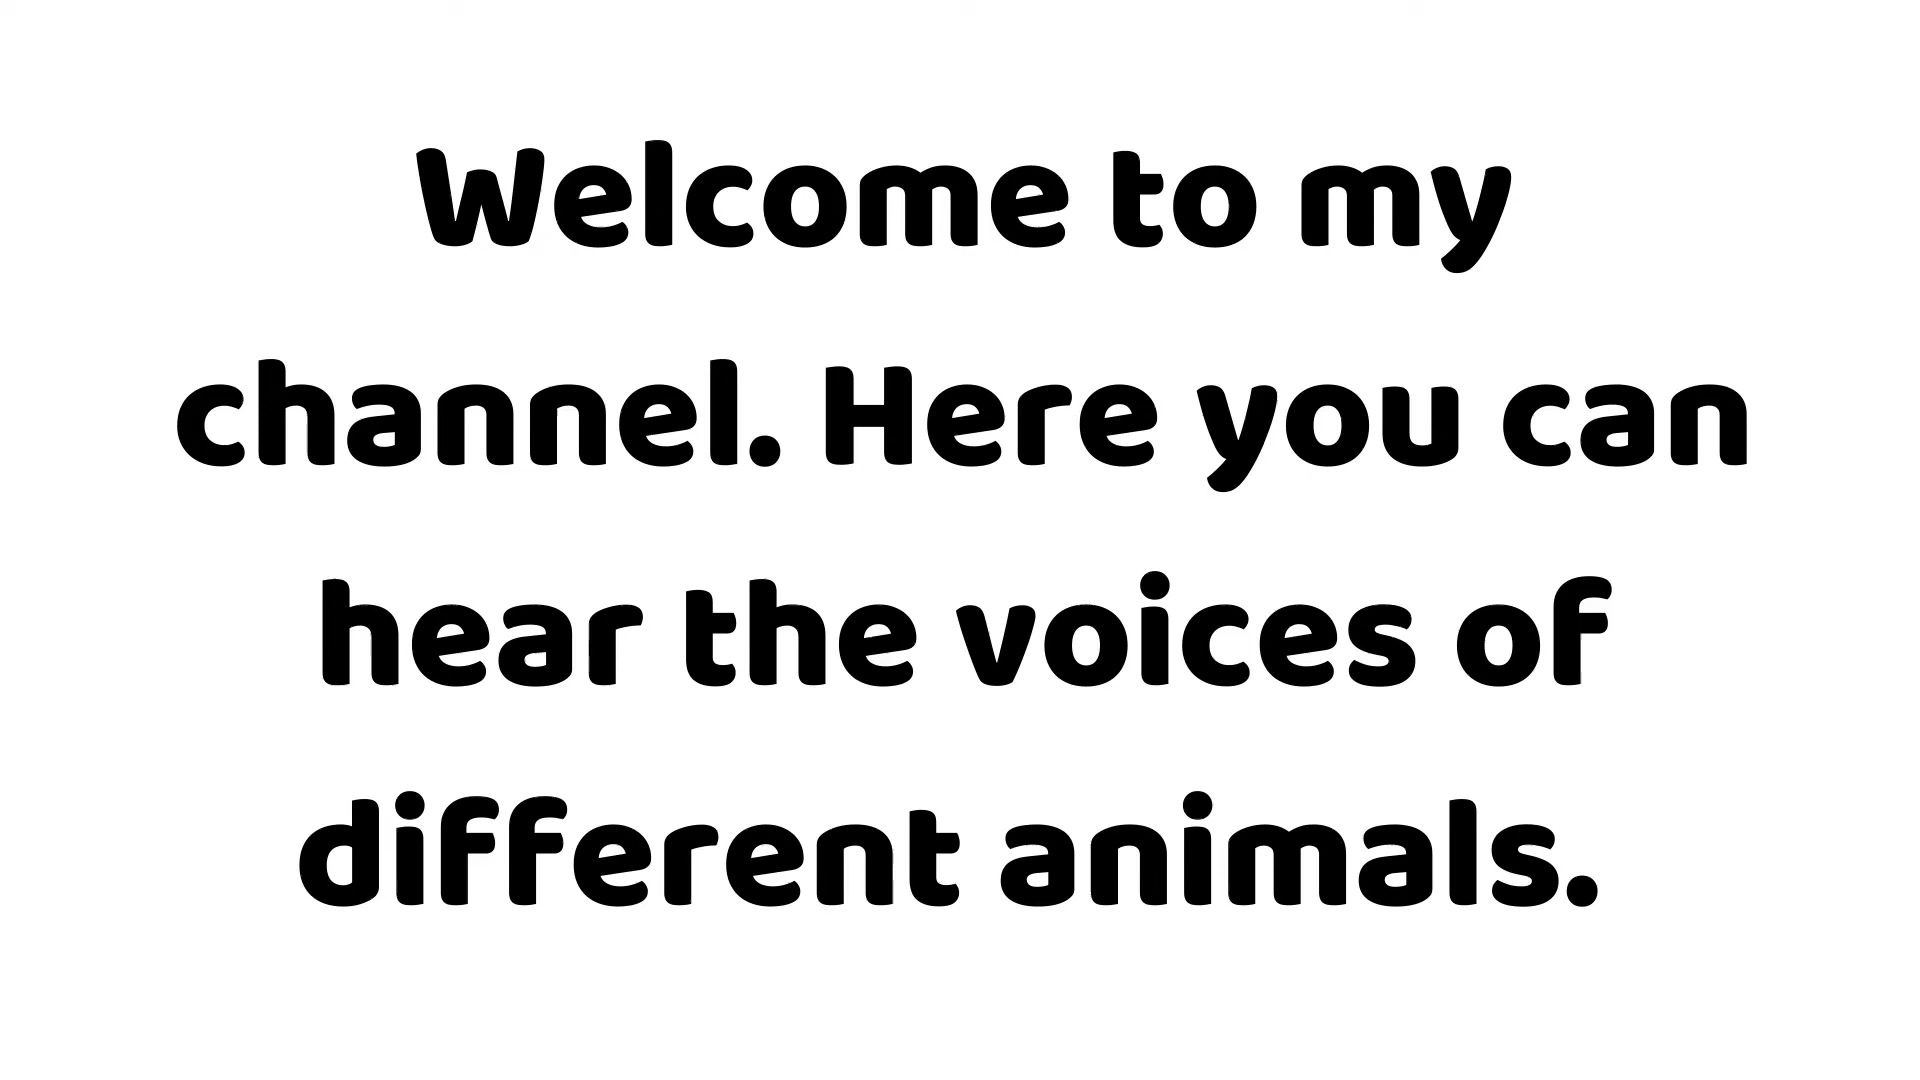 Welcome to my
channel. Here you can
hear the voices of
different animals.